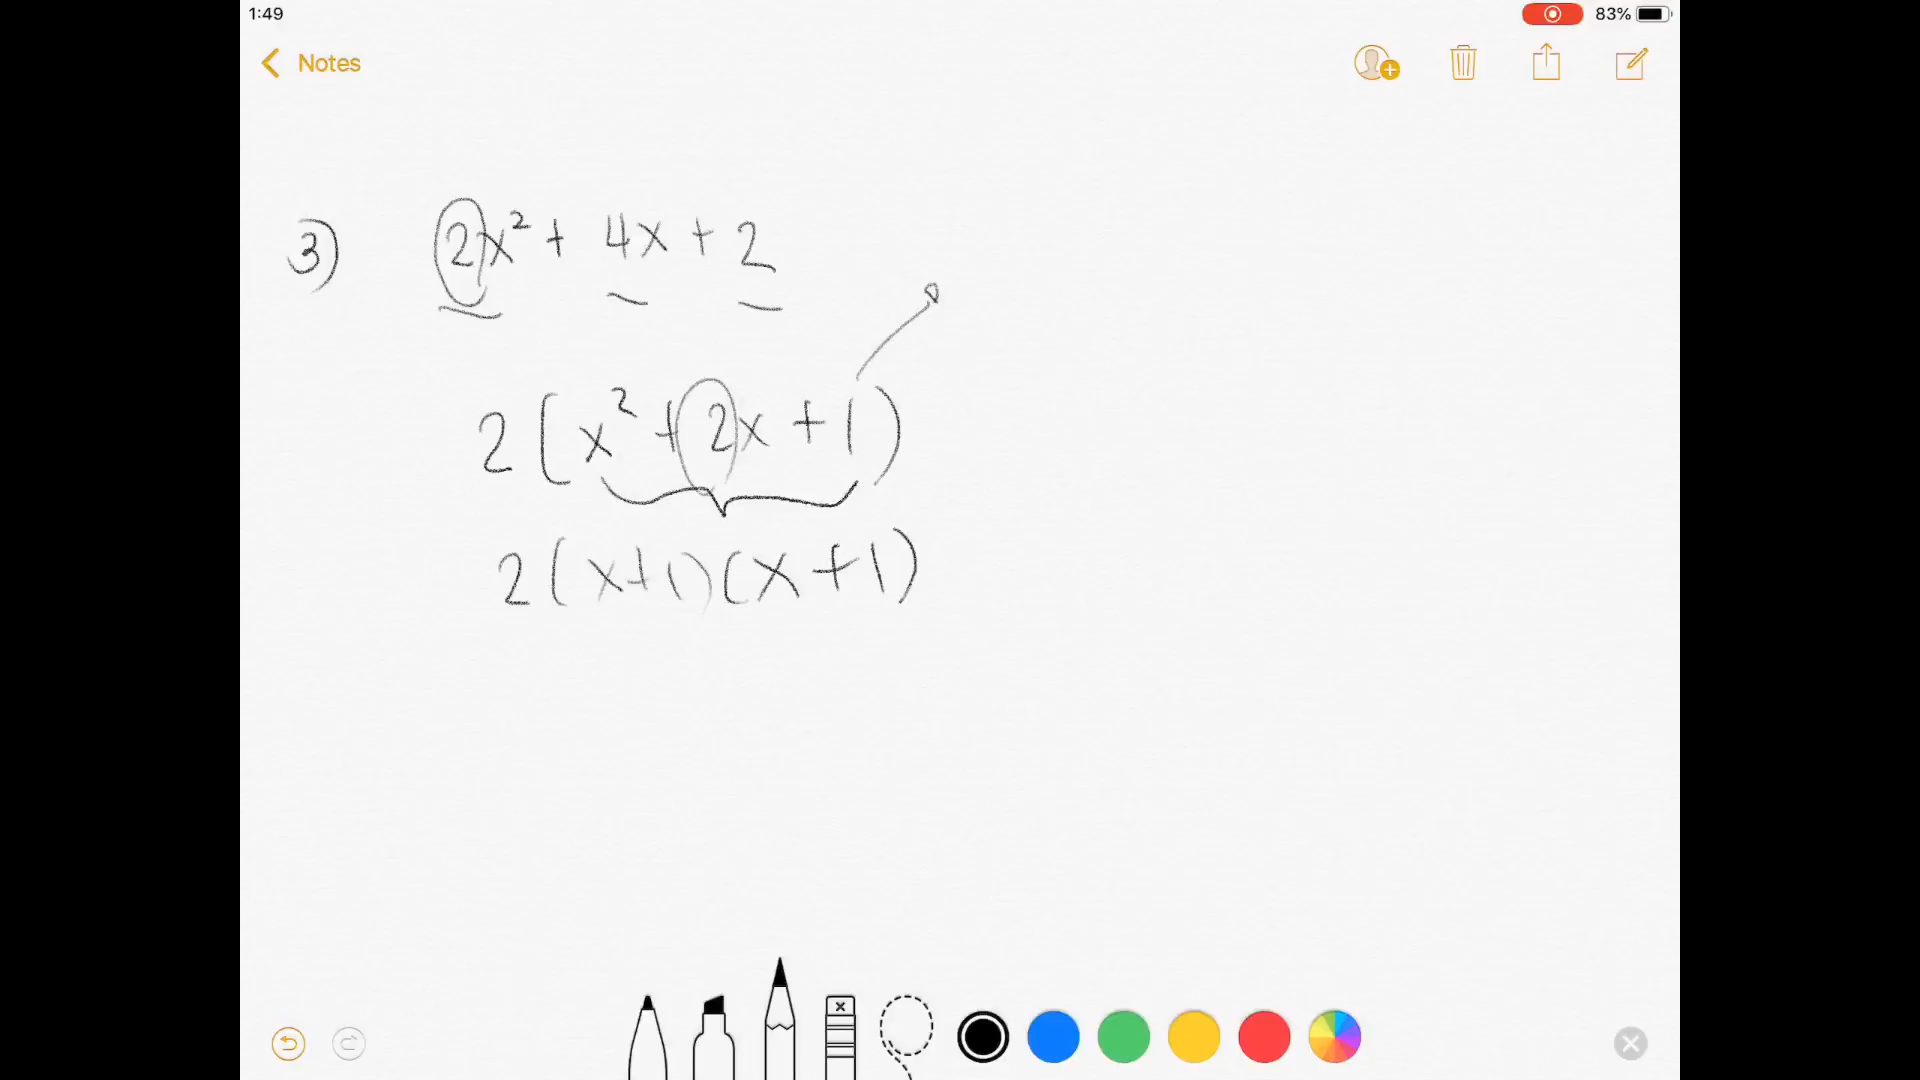 1:49
83%
Notes
3) 2x² + 4x + 2
2(x² + 2x + 1)
2(x+1)(x+1)